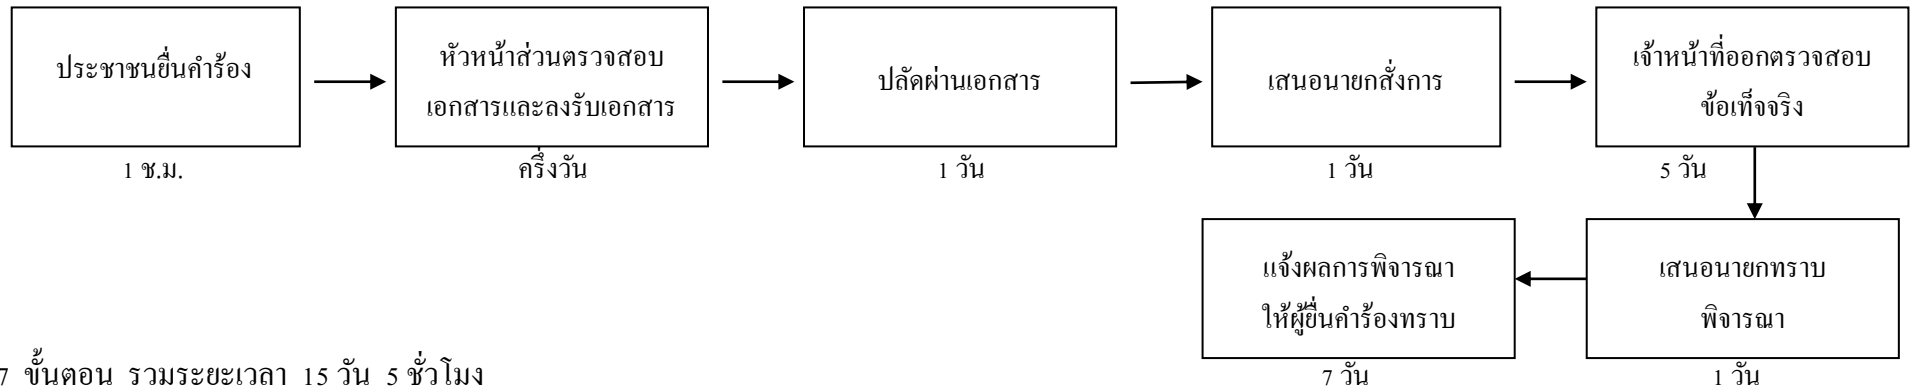 ประชาชนยื่นคำร้อง
1 ช.ม.
หัวหน้าส่วนตรวจสอบ
เอกสารและลงรับเอกสาร
ครึ่งวัน
ปลัดผ่านเอกสาร
1 วัน
เสนอนายกสั่งการ
1 วัน
เจ้าหน้าที่ออกตรวจสอบ
ข้อเท็จจริง
5 วัน
เสนอนายกทราบ
พิจารณา
1 วัน
แจ้งผลการพิจารณา
ให้ผู้ยื่นคำร้องทราบ
7 วัน
7 ขั้นตอน รวมระยะเวลา 15 วัน 5 ชั่วโมง